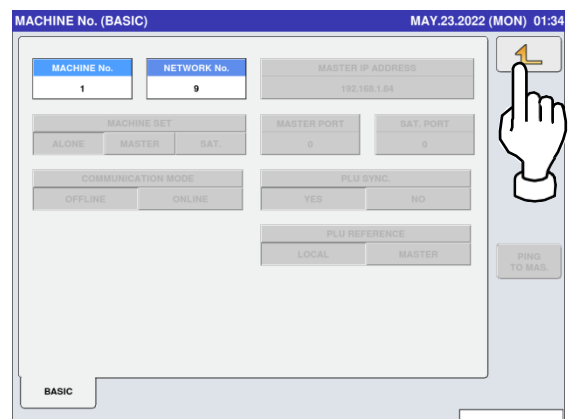 MACHINE No. (BASIC) MAY.23.2022 (MON) 01:34
MACHINE No. NETWORK No. MASTER IP ADDRESS
1 9 192.168.1.64
MACHINE SET MASTER PORT SAT. PORT
ALONE MASTER SAT. 0 0
COMMUNICATION MODE PLU SYNC.
OFFLINE ONLINE YES NO
PLU REFERENCE
LOCAL MASTER
PING
TO MAS.
BASIC